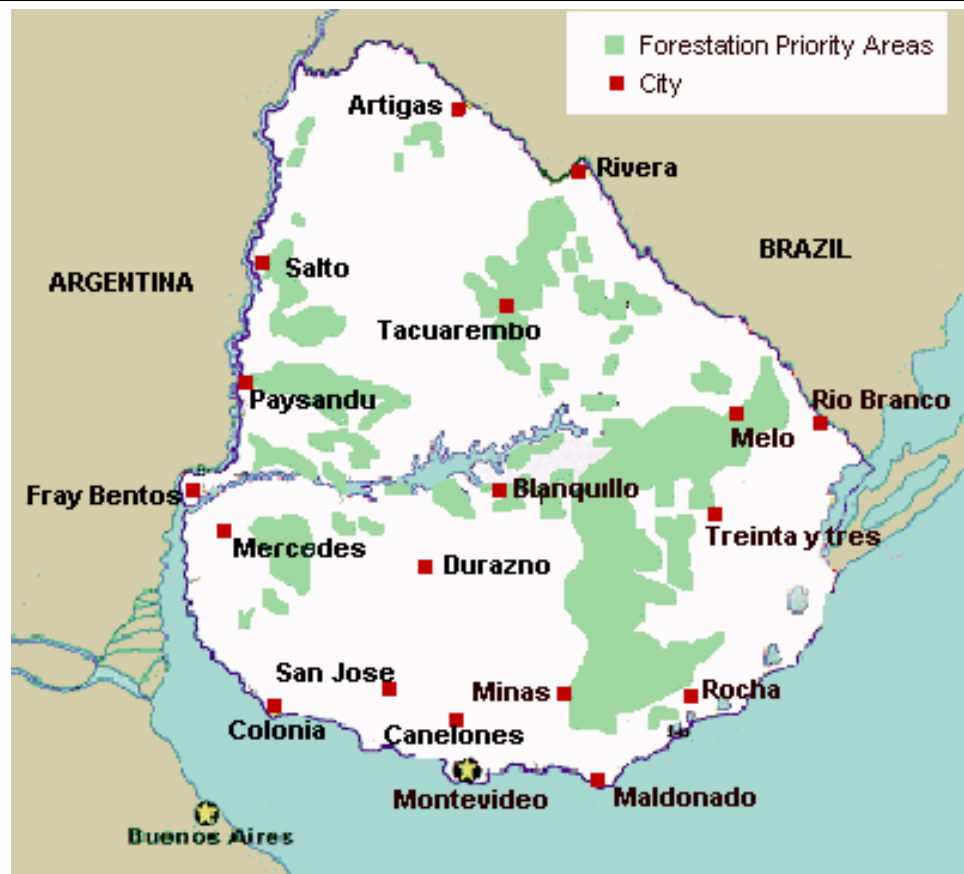 Forestation Priority Areas
City
Artigas
Rivera
BRAZIL
ARGENTINA
Salto
Tacuarembo
Paysandu
Rio Branco
Melo
Fray Bentos
Blanquillo
Mercedes
Treinta y tres
Durazno
San Jose
Minas
Rocha
Colonia
Canelones
Montevideo
Maldonado
Buenos Aires